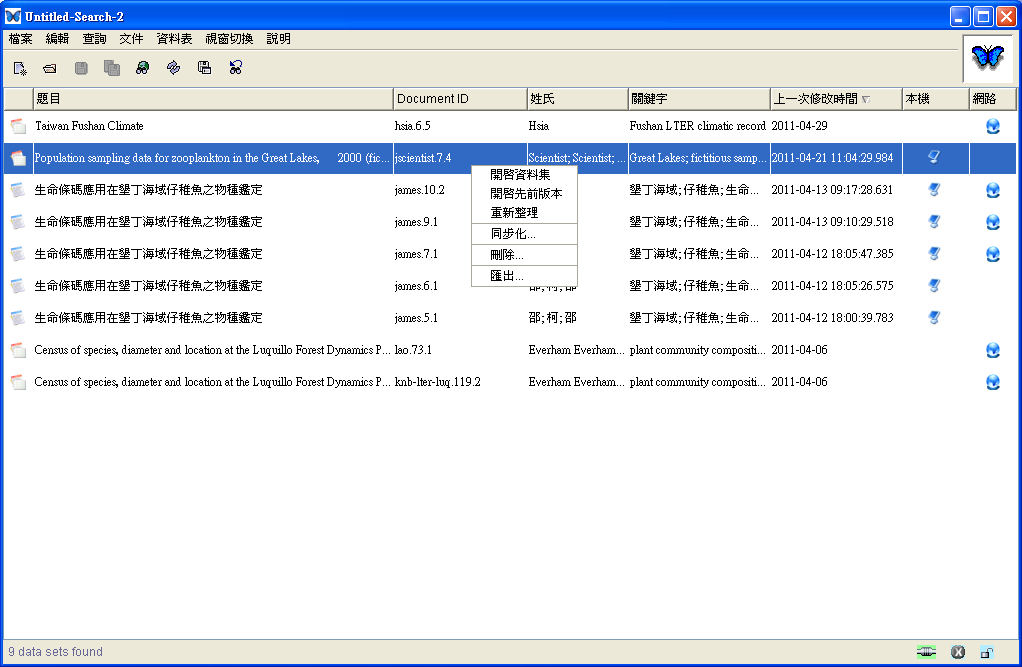 Untitled-Search-2
檔案 編輯 查詢 文件 資料表 視窗切換 說明
題目 Document ID 姓氏 關鍵字 上一次修改時間 本機 網路
Taiwan Fushan Climate hsia.6.5 Hsia Fushan LTER climatic record 2011-04-29
Population sampling data for zooplankton in the Great Lakes, 2000 (fic... jscientist.7.4 Scientist; Scientist; ... Great Lakes; fictitious samp... 2011-04-21 11:04:29.984
開啓資料集
生命條碼應用在墾丁海域仔稚魚之物種鑑定 james.10.2 開啓先前版本 墾丁海域; 仔稚魚; 生命... 2011-04-13 09:17:28.631
重新整理
生命條碼應用在墾丁海域仔稚魚之物種鑑定 james.9.1 墾丁海域; 仔稚魚; 生命... 2011-04-13 09:10:29.518
同步化...
生命條碼應用在墾丁海域仔稚魚之物種鑑定 james.7.1 刪除... 墾丁海域; 仔稚魚; 生命... 2011-04-12 18:05:47.385
匯出...
生命條碼應用在墾丁海域仔稚魚之物種鑑定 james.6.1 墾丁海域; 仔稚魚; 生命... 2011-04-12 18:05:26.575
生命條碼應用在墾丁海域仔稚魚之物種鑑定 james.5.1 邵; 柯; 邵 墾丁海域; 仔稚魚; 生命... 2011-04-12 18:00:39.783
Census of species, diameter and location at the Luquillo Forest Dynamics P... lao.73.1 Everham Everham... plant community compositi... 2011-04-06
Census of species, diameter and location at the Luquillo Forest Dynamics P... knb-lter-luq.119.2 Everham Everham... plant community compositi... 2011-04-06
9 data sets found